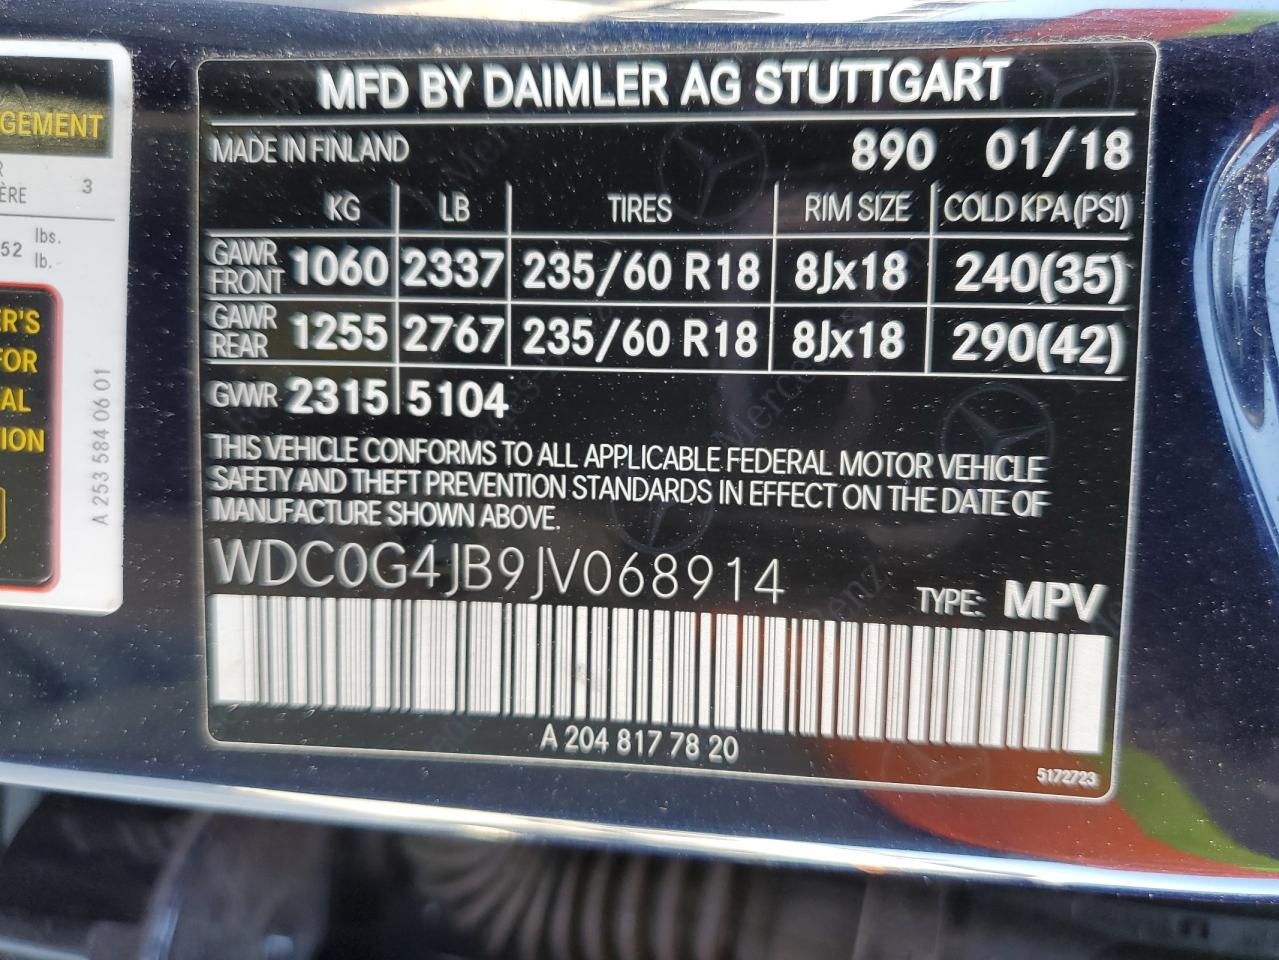 GEMENT
ÈRE 3
52 lbs.
lb.
ER'S
FOR
AL
ION
A 253 584 06 01
MFD BY DAIMLER AG STUTTGART
MADE IN FINLAND 890 01/18
KG LB TIRES RIM SIZE COLD KPA (PSI)
GAWR FRONT 1060 2337 235/60 R18 8Jx18 240(35)
GAWR REAR 1255 2767 235/60 R18 8Jx18 290(42)
GVWR 2315 5104
THIS VEHICLE CONFORMS TO ALL APPLICABLE FEDERAL MOTOR VEHICLE
SAFETY AND THEFT PREVENTION STANDARDS IN EFFECT ON THE DATE OF
MANUFACTURE SHOWN ABOVE.
WDC0G4JB9JV068914
TYPE: MPV
A 204 817 78 20
5172723